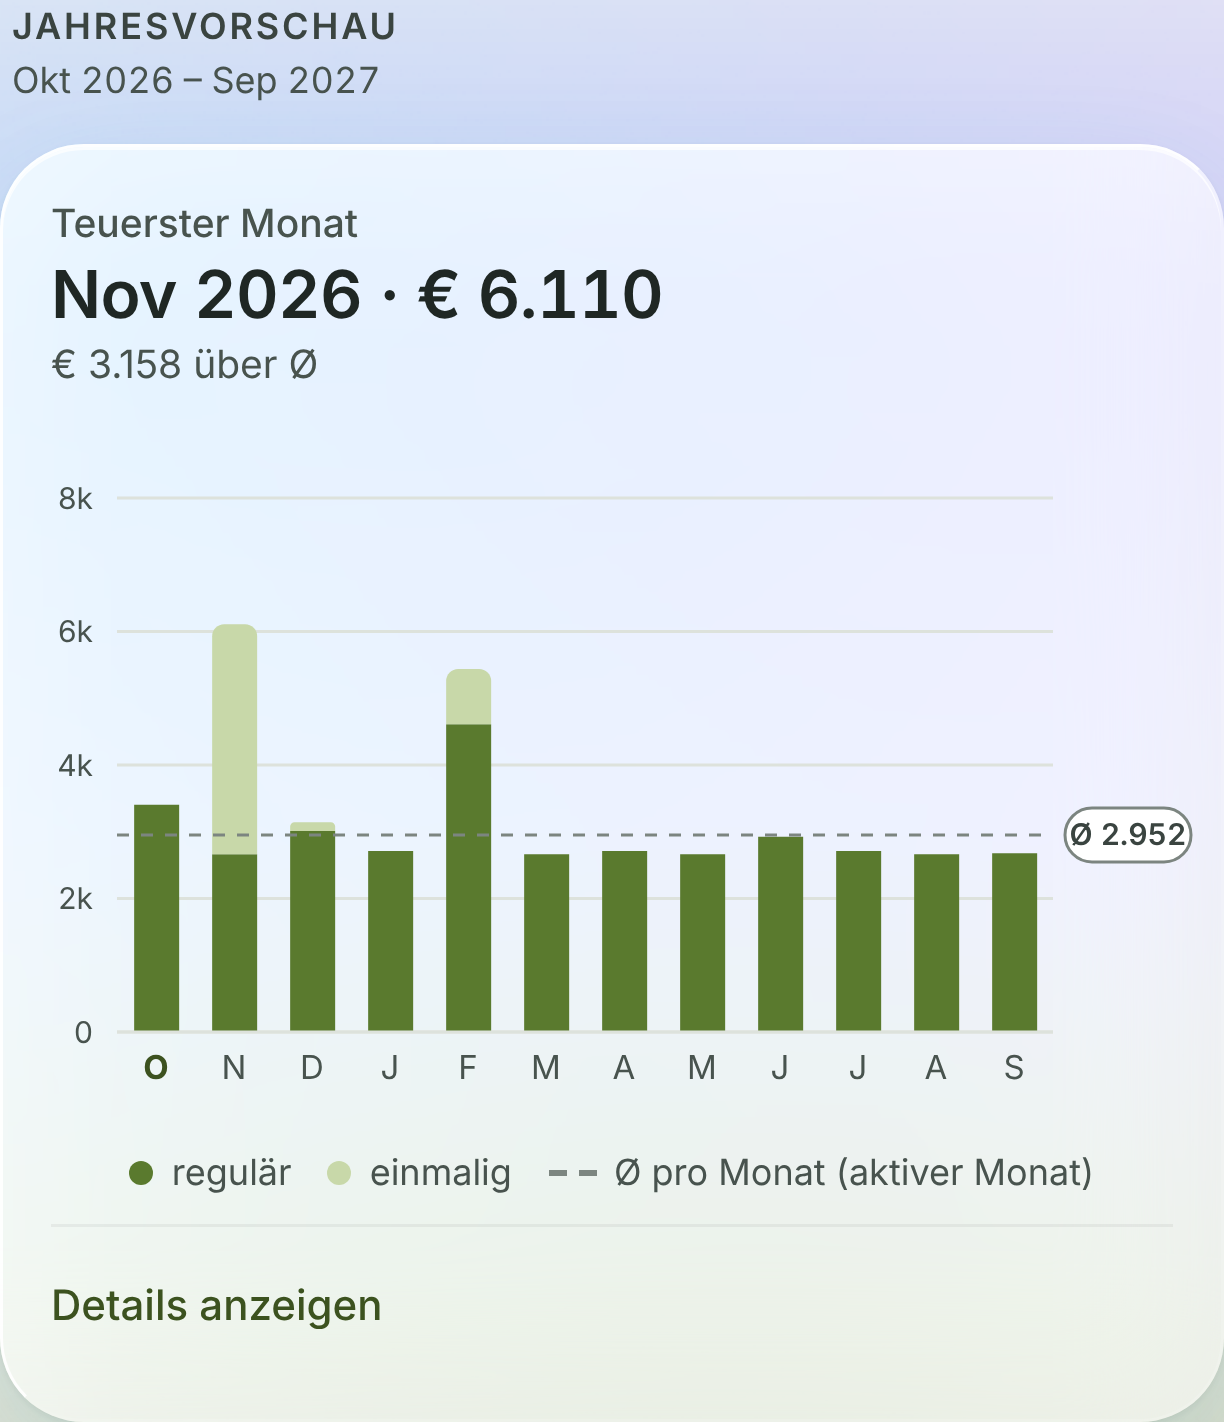 JAHRESVORSCHAU
Okt 2026 – Sep 2027
Teuerster Monat
Nov 2026 · € 6.110
€ 3.158 über Ø
8k
6k
4k
Ø 2.952
2k
0
O N D J F M A M J J A S
regulär einmalig Ø pro Monat (aktiver Monat)
Details anzeigen